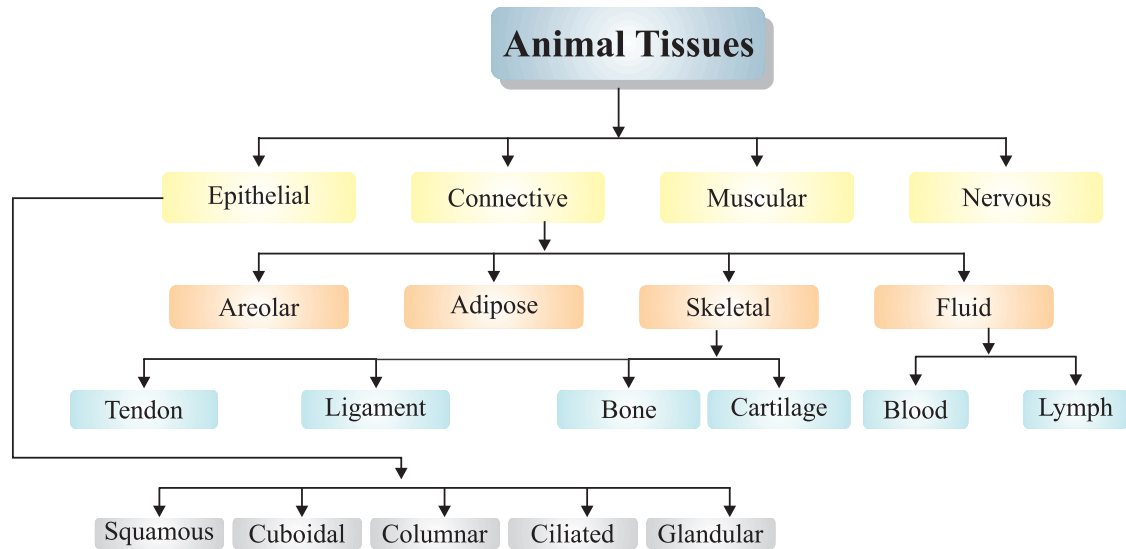 Animal Tissues
Epithelial
Connective
Muscular
Nervous
Areolar
Adipose
Skeletal
Fluid
Tendon
Ligament
Bone
Cartilage
Blood
Lymph
Squamous
Cuboidal
Columnar
Ciliated
Glandular